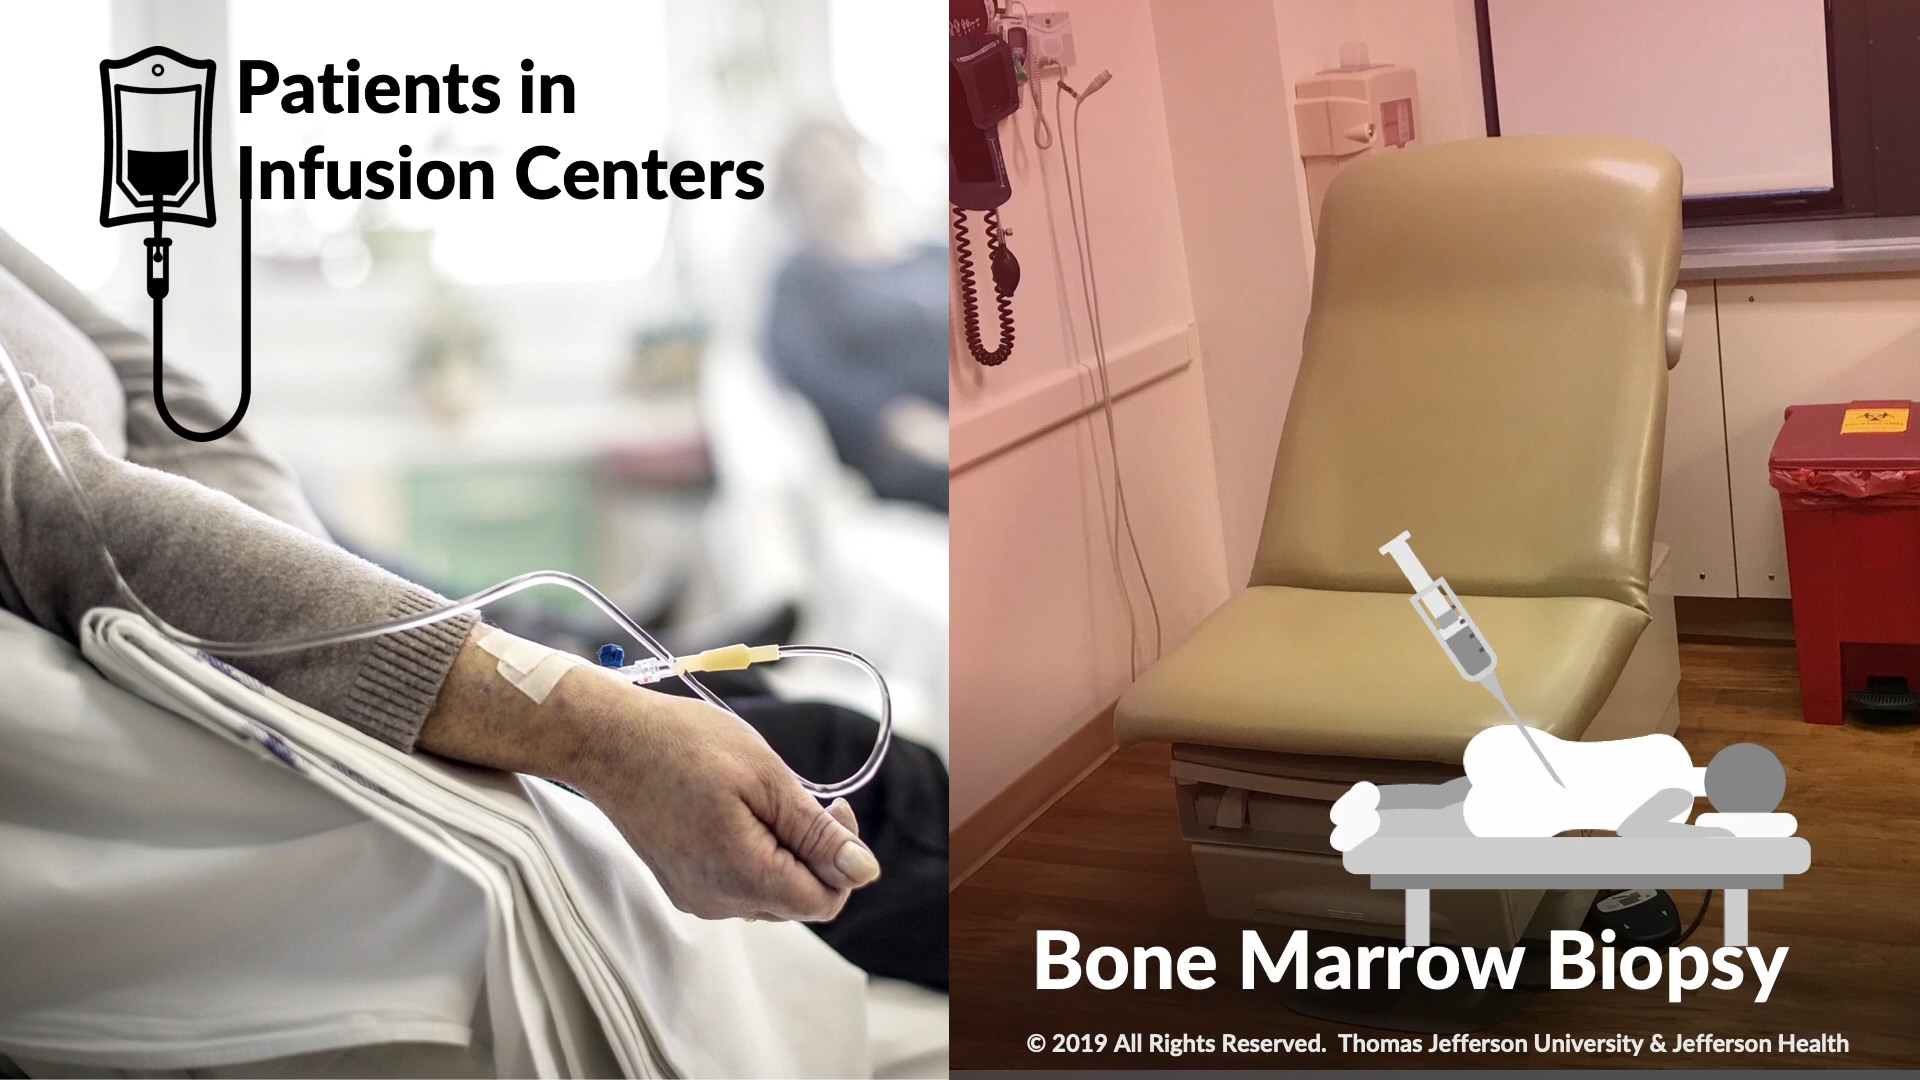 Patients in
Infusion Centers
Bone Marrow Biopsy
© 2019 All Rights Reserved. Thomas Jefferson University & Jefferson Health